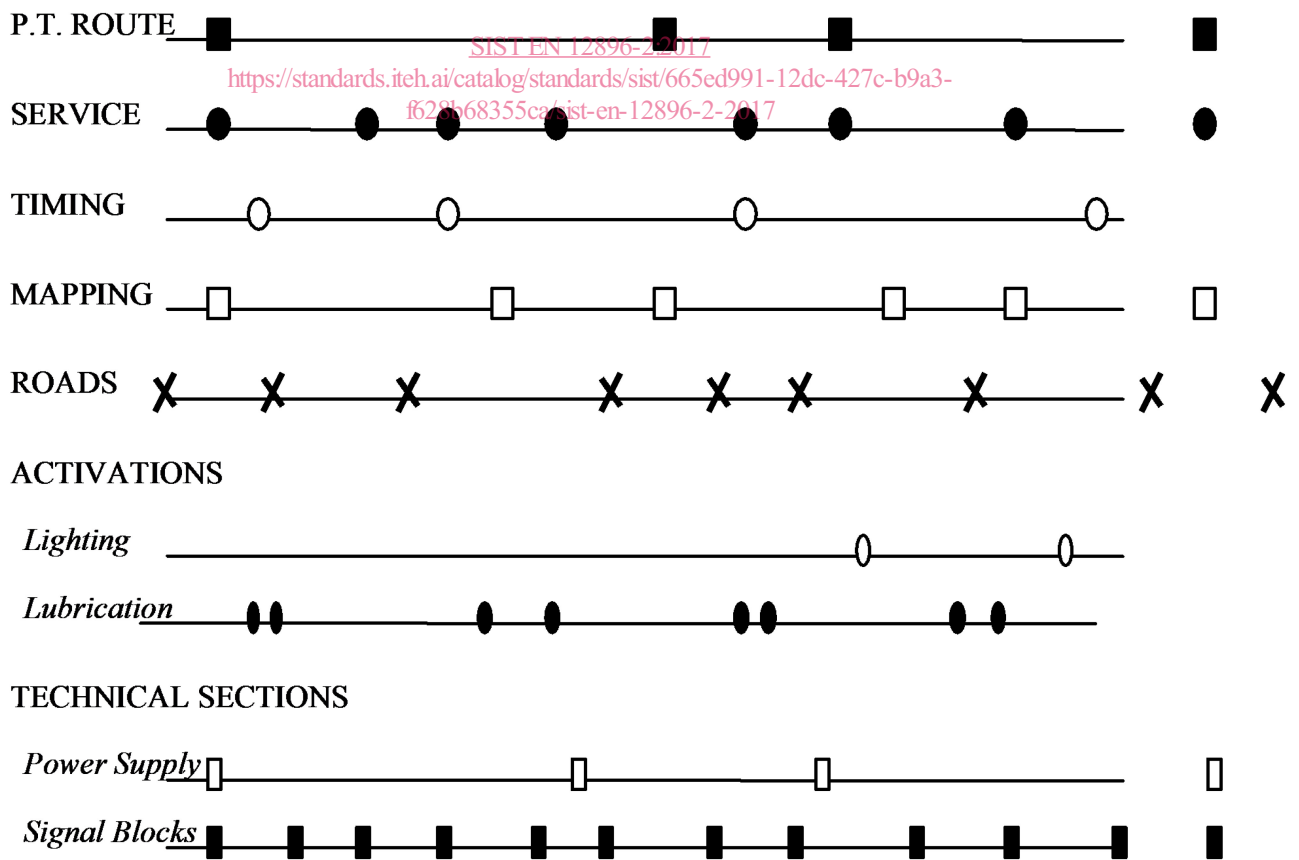 P.T. ROUTE
SIST EN 12896-2:2017
https://standards.iteh.ai/catalog/standards/sist/665ed991-12dc-427c-b9a3-
f628b68355ca/sist-en-12896-2-2017
SERVICE
TIMING
MAPPING
ROADS
ACTIVATIONS
Lighting
Lubrication
TECHNICAL SECTIONS
Power Supply
Signal Blocks